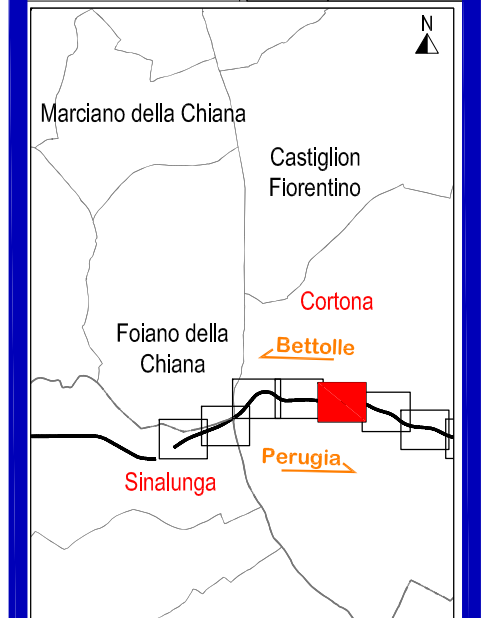 N
Marciano della Chiana
Castiglion
Fiorentino
Cortona
Foiano della
Chiana
Bettolle
Perugia
Sinalunga